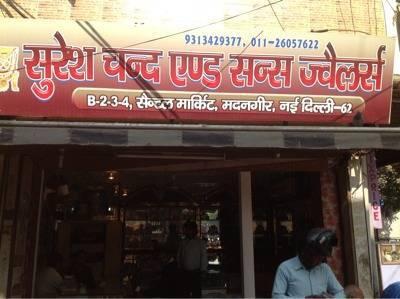 9313429377, 011-26057622
सुरेश चन्द एण्ड सन्स ज्वैलर्स
B-2-3-4, सैन्ट्रल मार्किट, मदनगीर, नई दिल्ली-62